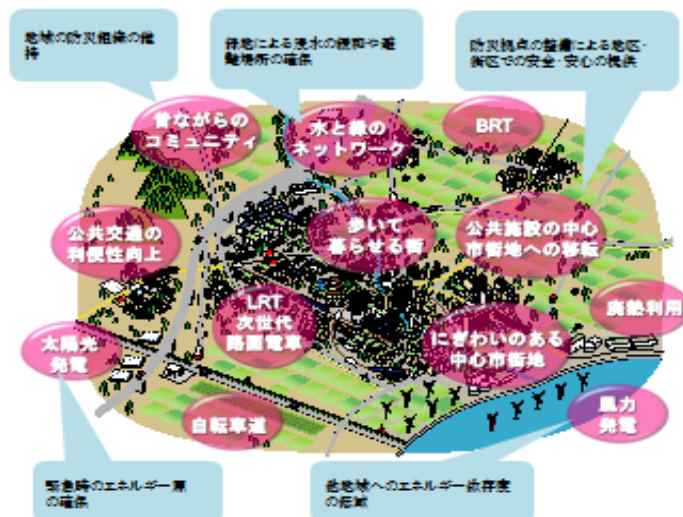 地域の防災組織の維
持
緑地による浸水の緩和や避
難場所の確保
防災拠点の整備による地区・
街区での安全・安心の提供
昔ながらの
コミュニティ
水と緑の
ネットワーク
BRT
公共交通の
利便性向上
歩いて
暮らせる街
公共施設の中心
市街地への移転
LRT
次世代
路面電車
廃熱利用
太陽光
発電
にぎわいのある
中心市街地
自転車道
風力
発電
緊急時のエネルギー源
の確保
他地域へのエネルギー依存度
の低減